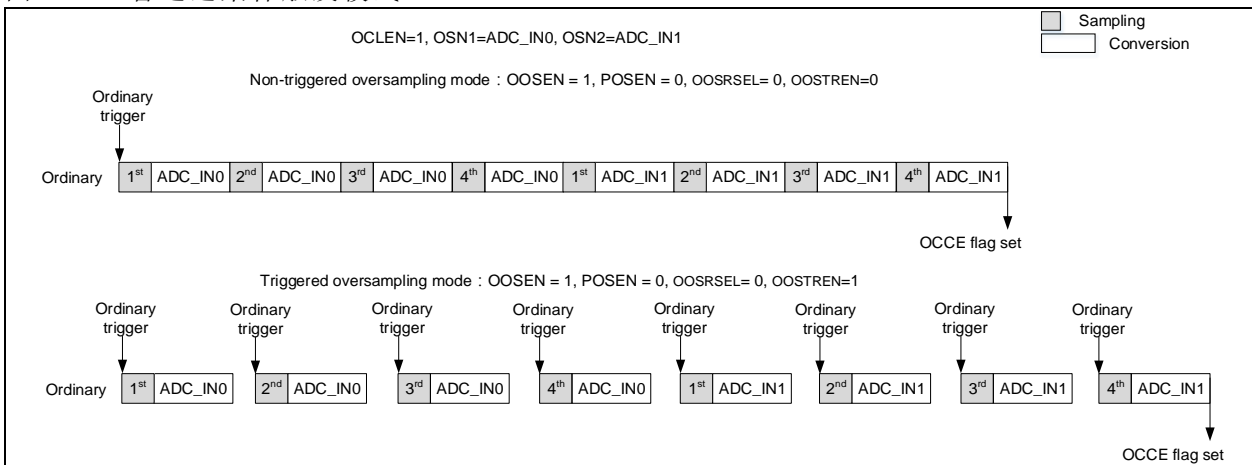 Sampling
Conversion
OCLEN=1, OSN1=ADC_IN0, OSN2=ADC_IN1
Non-triggered oversampling mode：OOSEN = 1, POSEN = 0, OOSRSEL= 0, OOSTREN=0
Ordinary
trigger
Ordinary 1st ADC_IN0 2nd ADC_IN0 3rd ADC_IN0 4th ADC_IN0 1st ADC_IN1 2nd ADC_IN1 3rd ADC_IN1 4th ADC_IN1
OCCE flag set
Triggered oversampling mode：OOSEN = 1, POSEN = 0, OOSRSEL= 0, OOSTREN=1
Ordinary Ordinary Ordinary Ordinary Ordinary Ordinary Ordinary Ordinary
trigger trigger trigger trigger trigger trigger trigger trigger
Ordinary 1st ADC_IN0 2nd ADC_IN0 3rd ADC_IN0 4th ADC_IN0 1st ADC_IN1 2nd ADC_IN1 3rd ADC_IN1 4th ADC_IN1
OCCE flag set